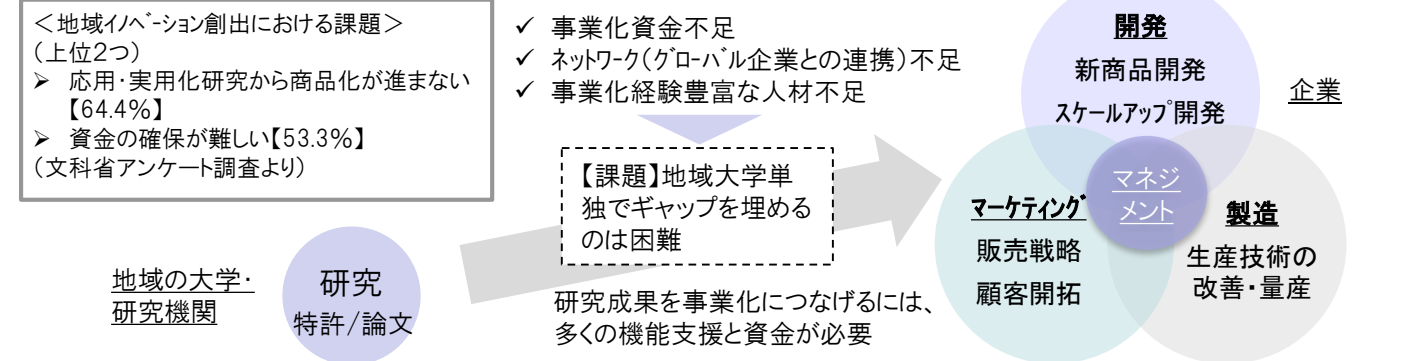 ＜地域ｲﾉﾍﾞｰｼｮﾝ創出における課題＞
(上位2つ)
➢ 応用･実用化研究から商品化が進まない
【64.4%】
➢ 資金の確保が難しい【53.3%】
(文科省アンケート調査より)
✓ 事業化資金不足
✓ ﾈｯﾄﾜｰｸ(ｸﾞﾛｰﾊﾞﾙ企業との連携)不足
✓ 事業化経験豊富な人材不足
【課題】地域大学単
独でギャップを埋める
のは困難
地域の大学･
研究機関
研究
特許/論文
研究成果を事業化につなげるには、
多くの機能支援と資金が必要
開発
新商品開発
ｽｹｰﾙｱｯﾌﾟ開発
企業
マネジ
メント
ﾏｰｹﾃｨﾝｸﾞ
販売戦略
顧客開拓
製造
生産技術の
改善・量産